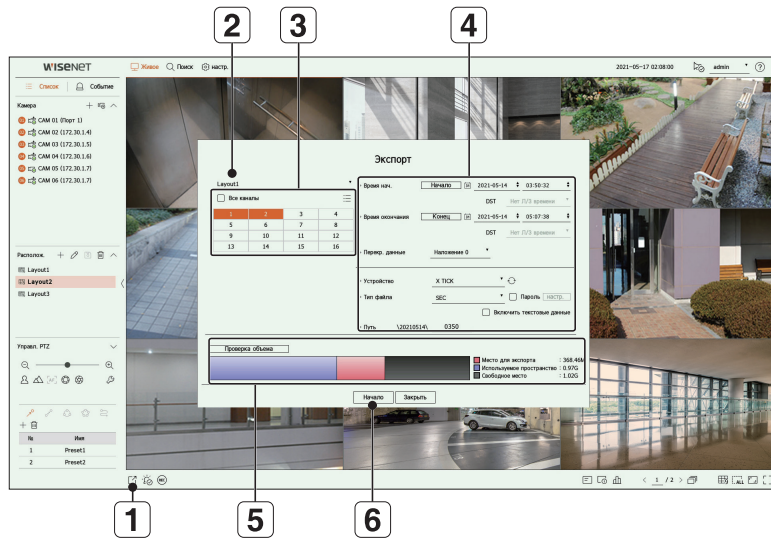 2
3
4
WISENET
Живое
Поиск
настр.
2021-05-17 02:08:00
admin
Список
Событие
Камера
CAM 01 (Порт 1)
CAM 02 (172.30.1.4)
CAM 03 (172.30.1.5)
CAM 04 (172.30.1.6)
CAM 05 (172.30.1.7)
CAM 06 (172.30.1.7)
Располож.
Layout1
Layout2
Layout3
Управл. PTZ
№ Имя
1 Preset1
2 Preset2
Экспорт
Layout1
Все каналы
1 2 3 4
5 6 7 8
9 10 11 12
13 14 15 16
Время нач. Начало 2021-05-14 03:50:32
DST Нет Л/З времени
Время окончания Конец 2021-05-14 05:07:38
DST Нет Л/З времени
Перекр. данные Наложение 0
Устройство X TICK
Тип файла SEC Пароль настр.
Включить текстовые данные
Путь \20210514\ 0350
Проверка объема
Место для экспорта : 368.46M
Используемое пространство : 0.97G
Свободное место : 1.02G
Начало Закрыть
REC
< 1 / 2 >
ALL
1
5
6